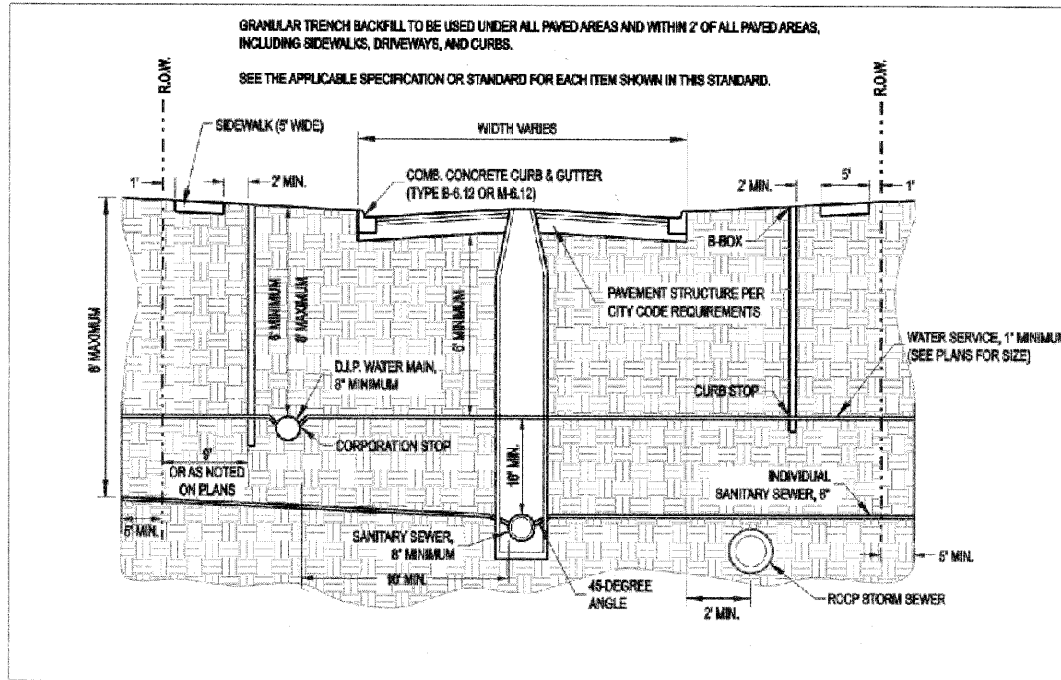 GRANULAR TRENCH BACKFILL TO BE USED UNDER ALL PAVED AREAS AND WITHIN 2' OF ALL PAVED AREAS,
INCLUDING SIDEWALKS, DRIVEWAYS, AND CURBS.
SEE THE APPLICABLE SPECIFICATION OR STANDARD FOR EACH ITEM SHOWN IN THIS STANDARD.
R.O.W.
R.O.W.
SIDEWALK (5' WIDE)
WIDTH VARIES
1'
2' MIN.
COMB. CONCRETE CURB & GUTTER
(TYPE B-6.12 OR M-6.12)
2' MIN.
5'
1'
B-BOX
8' MAXIMUM
6' MINIMUM
8' MAXIMUM
6' MINIMUM
PAVEMENT STRUCTURE PER
CITY CODE REQUIREMENTS
WATER SERVICE, 1" MINIMUM
(SEE PLANS FOR SIZE)
D.I.P. WATER MAIN,
8" MINIMUM
CURB STOP
CORPORATION STOP
9'
OR AS NOTED
ON PLANS
18" MIN.
INDIVIDUAL
SANITARY SEWER, 6"
5' MIN.
SANITARY SEWER,
8" MINIMUM
10' MIN.
45-DEGREE
ANGLE
2' MIN.
RCCP STORM SEWER
5' MIN.